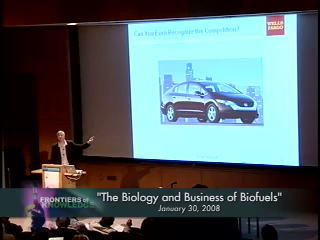 Can You Even Recognize the Competition?
WELLS
FARGO
FRONTIERS of
KNOWLEDGE
"The Biology and Business of Biofuels"
January 30, 2008